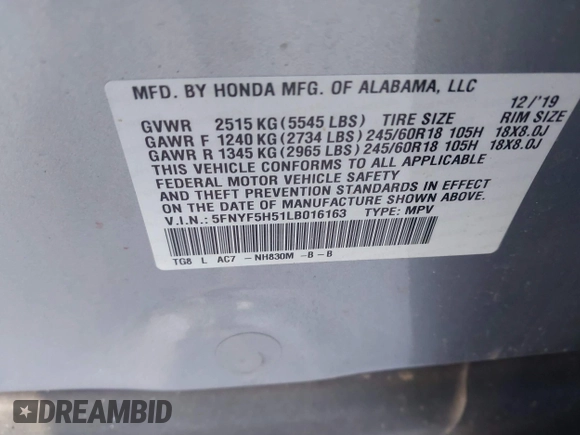 MFD. BY HONDA MFG. OF ALABAMA, LLC
12/'19
GVWR 2515 KG (5545 LBS) TIRE SIZE RIM SIZE
GAWR F 1240 KG (2734 LBS) 245/60R18 105H 18X8.0J
GAWR R 1345 KG (2965 LBS) 245/60R18 105H 18X8.0J
THIS VEHICLE CONFORMS TO ALL APPLICABLE
FEDERAL MOTOR VEHICLE SAFETY
AND THEFT PREVENTION STANDARDS IN EFFECT
ON THE DATE OF MANUFACTURE SHOWN ABOVE.
V.I.N.: 5FNYF5H51LB016163 TYPE: MPV
TG8 L AC7 - NH830M -B-B
DREAMBID